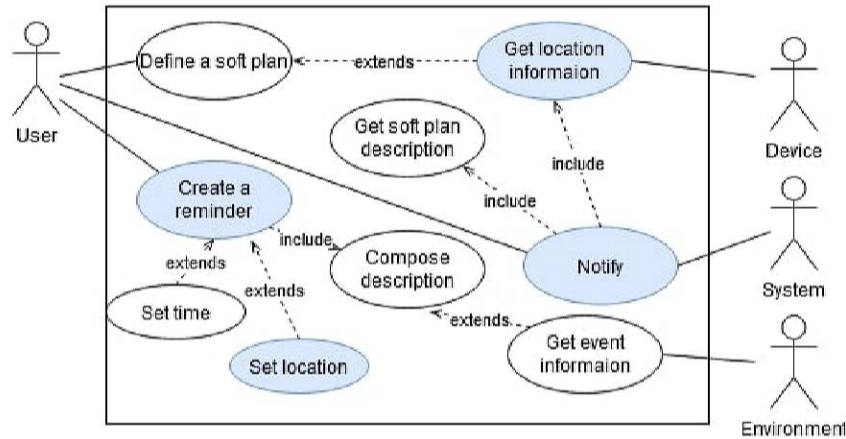 Define a soft plan
extends
Get location
informaion
User
Get soft plan
description
Device
include
Create a
reminder
include
include
Compose
description
Notify
extends
extends
System
Set time
extends
Get event
informaion
Set location
Environment